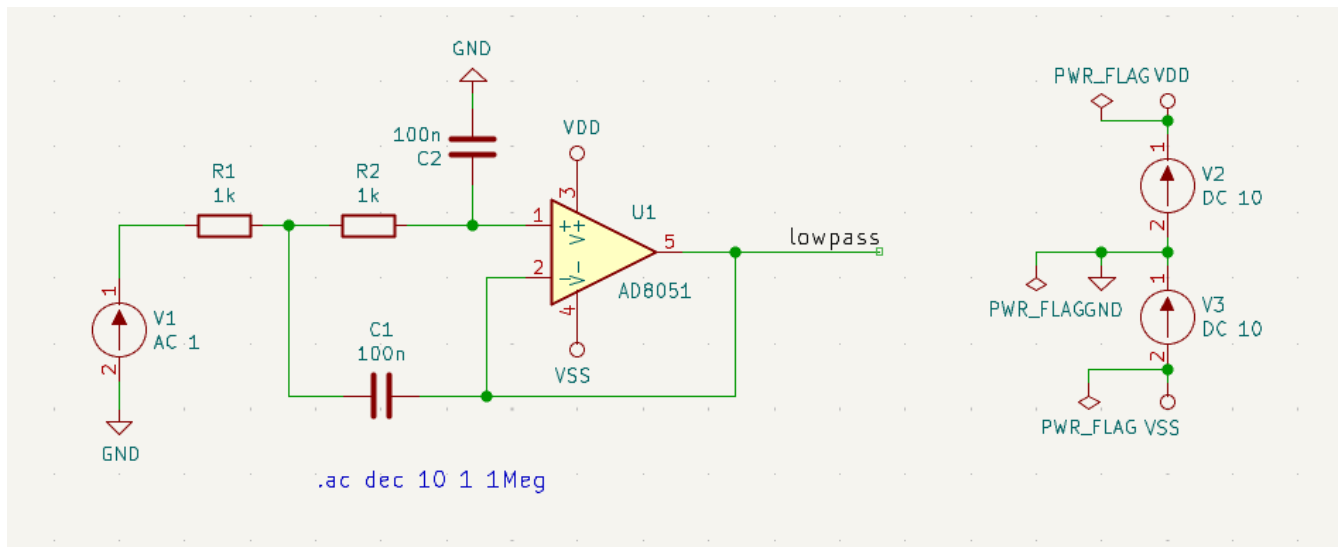 GND
PWR_FLAG VDD
100n
C2
VDD
3
R1
1k
R2
1k
1
V2
DC 10
2
1
U1
++
V+
5
lowpass
2
V-
AD8051
4
1
V1
AC 1
2
C1
100n
VSS
PWR_FLAG GND
1
V3
DC 10
2
PWR_FLAG VSS
GND
.ac dec 10 1 1Meg